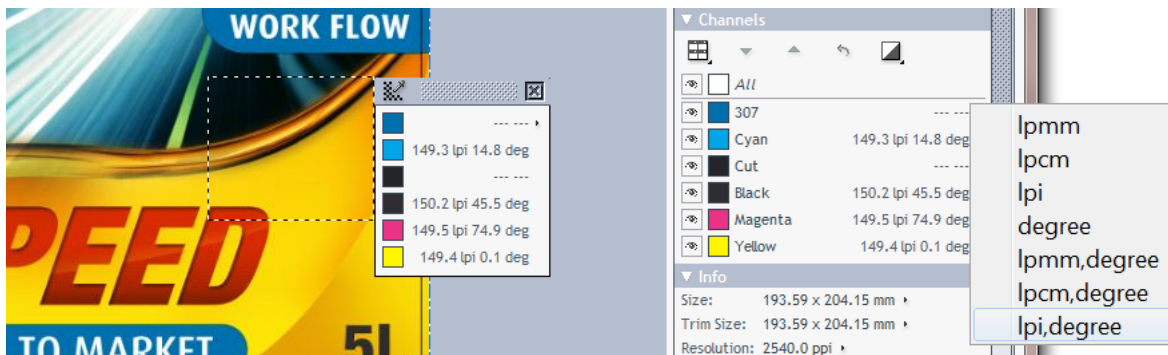 WORK FLOW
PEED
TO MARKET
5L
--- ---
149.3 lpi 14.8 deg
--- ---
150.2 lpi 45.5 deg
149.5 lpi 74.9 deg
149.4 lpi 0.1 deg
Channels
All
307 --- ---
Cyan 149.3 lpi 14.8 deg
Cut --- ---
Black 150.2 lpi 45.5 deg
Magenta 149.5 lpi 74.9 deg
Yellow 149.4 lpi 0.1 deg
Info
Size: 193.59 x 204.15 mm
Trim Size: 193.59 x 204.15 mm
Resolution: 2540.0 ppi
lpmm
lpcm
lpi
degree
lpmm,degree
lpcm,degree
lpi,degree